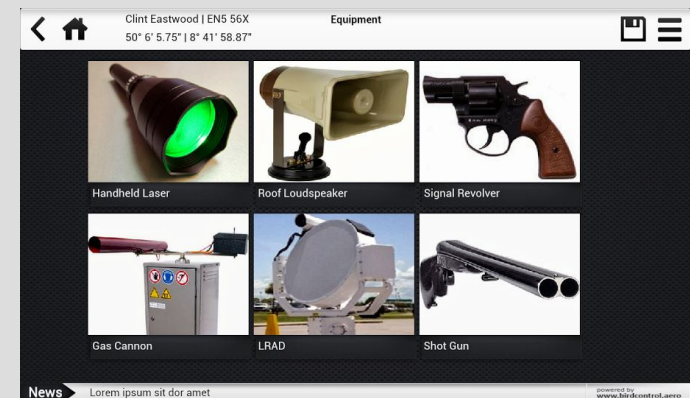 Clint Eastwood | EN5 56X
Equipment
50° 6' 5.75" | 8° 41' 58.87"
Handheld Laser
Roof Loudspeaker
Signal Revolver
Gas Cannon
LRAD
Shot Gun
News
Lorem ipsum sit dor amet
powered by
www.birdcontrol.aero